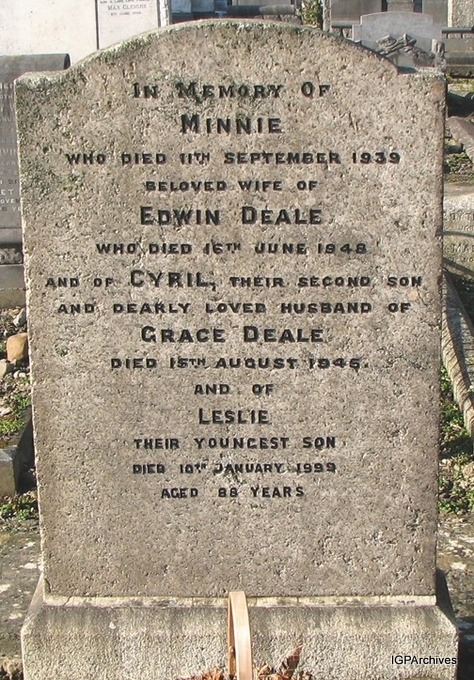 IN MEMORY OF
MINNIE
WHO DIED 11TH SEPTEMBER 1939
BELOVED WIFE OF
EDWIN DEALE
WHO DIED 16TH JUNE 1948
AND OF CYRIL, THEIR SECOND SON
AND DEARLY LOVED HUSBAND OF
GRACE DEALE
DIED 15TH AUGUST 1945.
AND OF
LESLIE
THEIR YOUNGEST SON
DIED 10TH JANUARY 1999
AGED 88 YEARS
IGPArchives